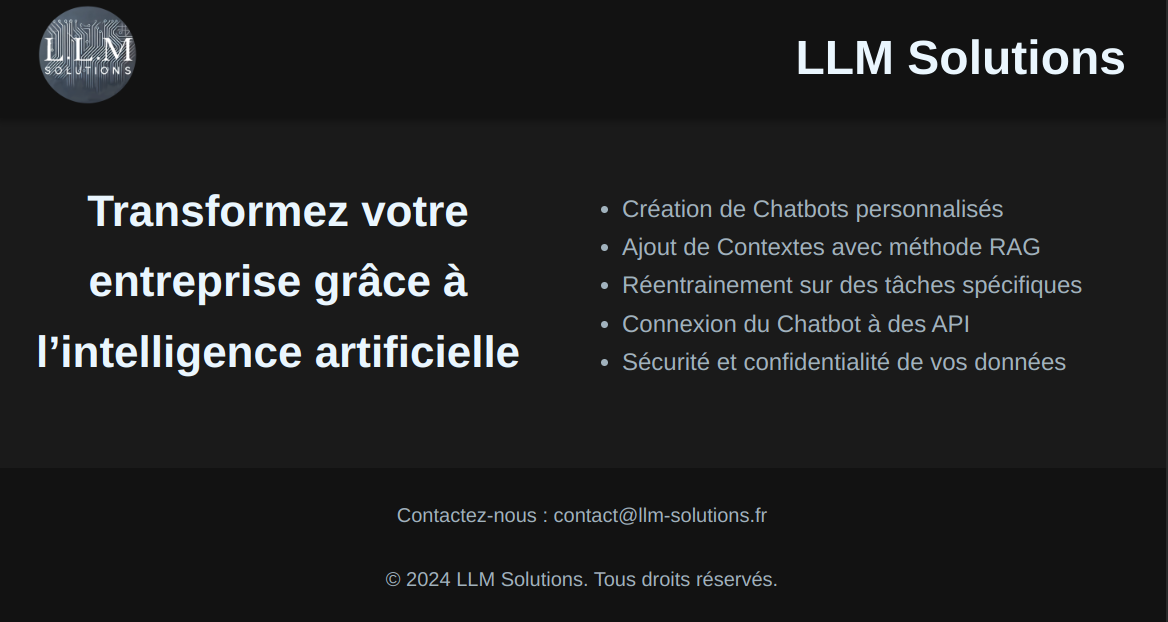 L.L.M
SOLUTIONS
LLM Solutions
Transformez votre
entreprise grâce à
l’intelligence artificielle
• Création de Chatbots personnalisés
• Ajout de Contextes avec méthode RAG
• Réentrainement sur des tâches spécifiques
• Connexion du Chatbot à des API
• Sécurité et confidentialité de vos données
Contactez-nous : contact@llm-solutions.fr
© 2024 LLM Solutions. Tous droits réservés.